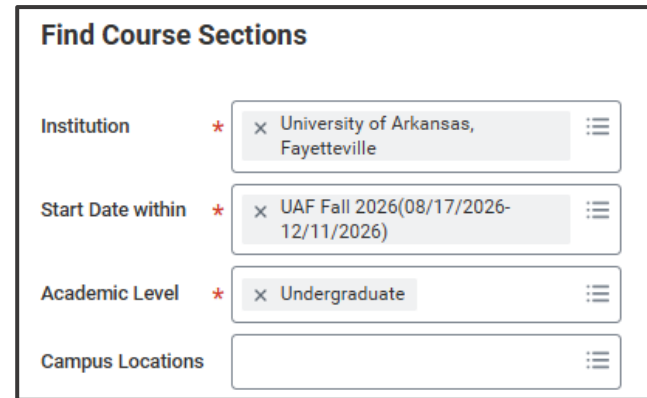 Find Course Sections
Institution * × University of Arkansas,
Fayetteville
Start Date within * × UAF Fall 2026(08/17/2026-
12/11/2026)
Academic Level * × Undergraduate
Campus Locations